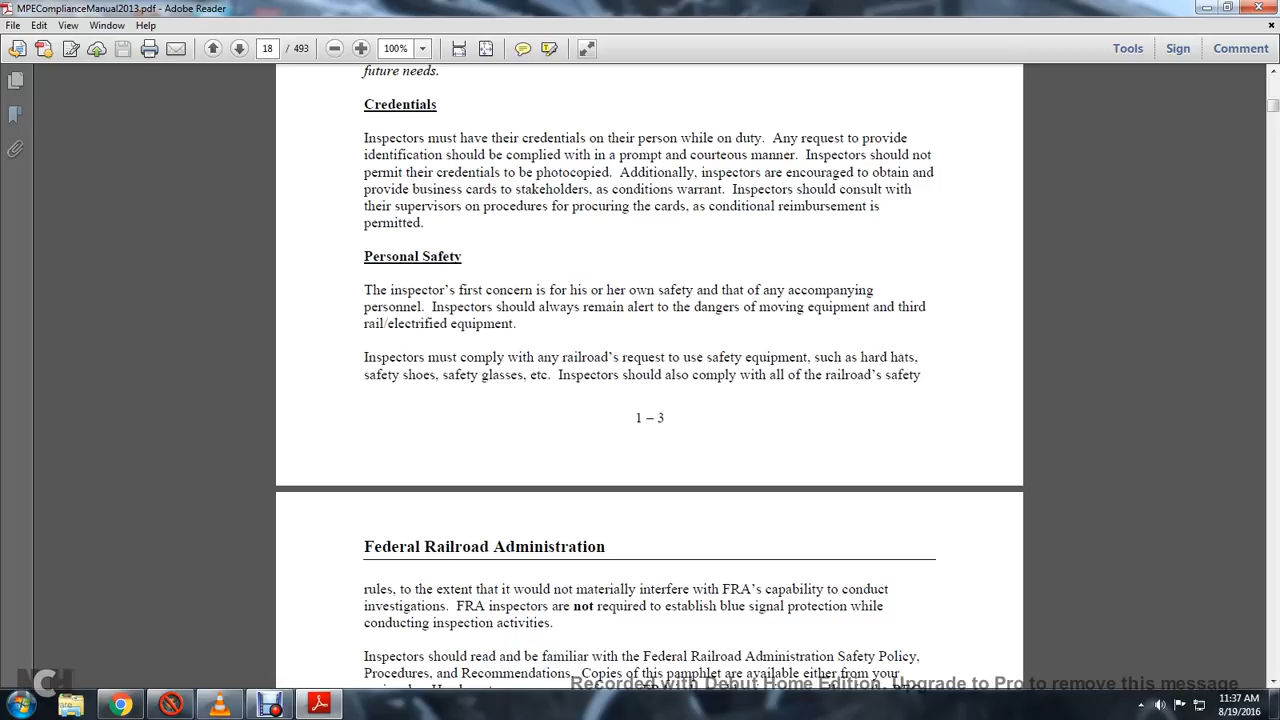 MPEComplianceManual2013.pdf - Adobe Reader
File Edit View Window Help
18 / 493 100% Tools Sign Comment
future needs.
Credentials
Inspectors must have their credentials on their person while on duty. Any request to provide
identification should be complied with in a prompt and courteous manner. Inspectors should not
permit their credentials to be photocopied. Additionally, inspectors are encouraged to obtain and
provide business cards to stakeholders, as conditions warrant. Inspectors should consult with
their supervisors on procedures for procuring the cards, as conditional reimbursement is
permitted.
Personal Safety
The inspector's first concern is for his or her own safety and that of any accompanying
personnel. Inspectors should always remain alert to the dangers of moving equipment and third
rail/electrified equipment.
Inspectors must comply with any railroad's request to use safety equipment, such as hard hats,
safety shoes, safety glasses, etc. Inspectors should also comply with all of the railroad's safety
1 – 3
Federal Railroad Administration
rules, to the extent that it would not materially interfere with FRA's capability to conduct
investigations. FRA inspectors are not required to establish blue signal protection while
conducting inspection activities.
Inspectors should read and be familiar with the Federal Railroad Administration Safety Policy,
Procedures, and Recommendations. Copies of this pamphlet are available either from your
Recorded with Debut Home Edition. Upgrade to Pro to remove this message
NCH
11:37 AM
8/19/2016